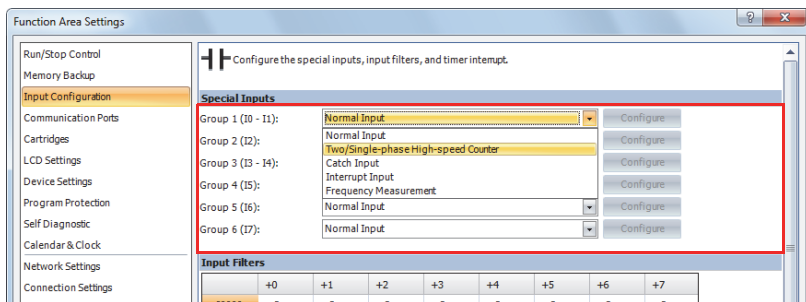 Function Area Settings
? X
Run/Stop Control
Memory Backup
Input Configuration
Communication Ports
Cartridges
LCD Settings
Device Settings
Program Protection
Self Diagnostic
Calendar & Clock
Network Settings
Connection Settings
Configure the special inputs, input filters, and timer interrupt.
Special Inputs
Group 1 (I0 - I1): Normal Input Configure
Normal Input
Group 2 (I2): Configure
Two/Single-phase High-speed Counter
Group 3 (I3 - I4): Catch Input Configure
Interrupt Input
Group 4 (I5): Configure
Frequency Measurement
Group 5 (I6): Normal Input Configure
Group 6 (I7): Normal Input Configure
Input Filters
+0 +1 +2 +3 +4 +5 +6 +7